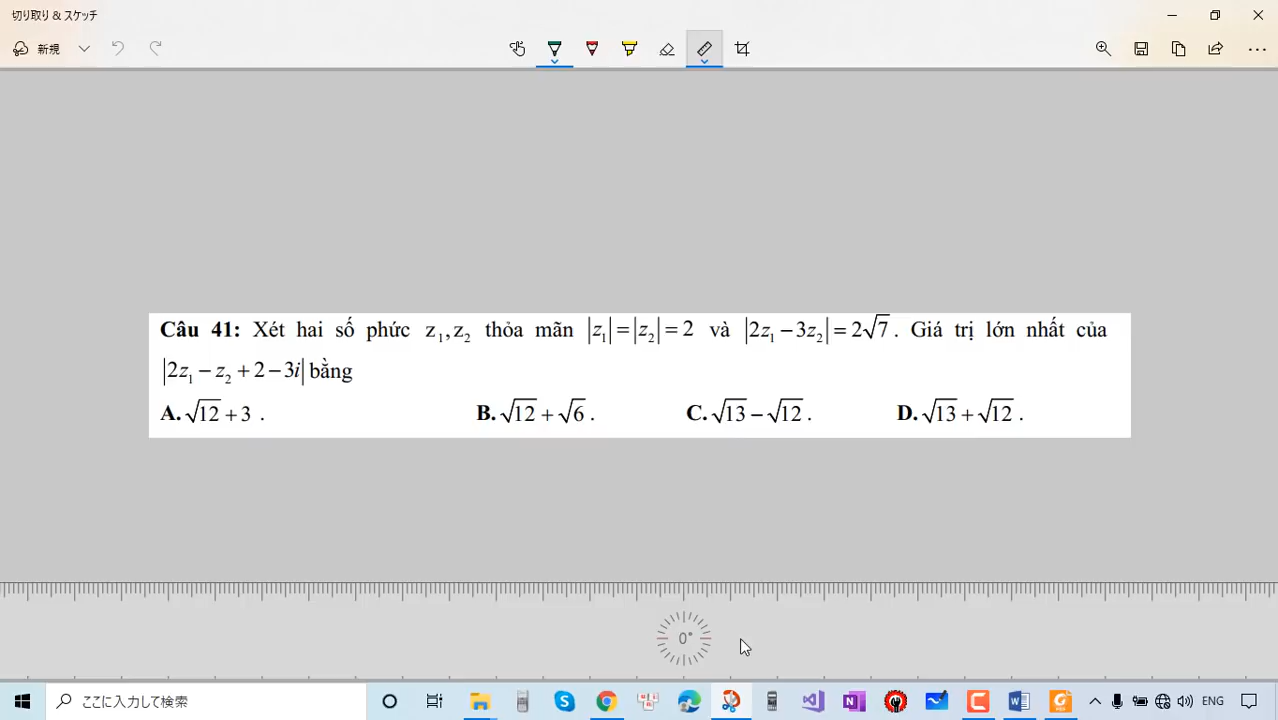 切り取り & スケッチ
新規
Câu 41: Xét hai số phức z₁,z₂ thỏa mãn |z₁| = |z₂| = 2 và |2z₁ − 3z₂| = 2√7. Giá trị lớn nhất của
|2z₁ − z₂ + 2 − 3i| bằng
A. √12 + 3 . B. √12 + √6 . C. √13 − √12 . D. √13 + √12 .
0°
ここに入力して検索 ENG